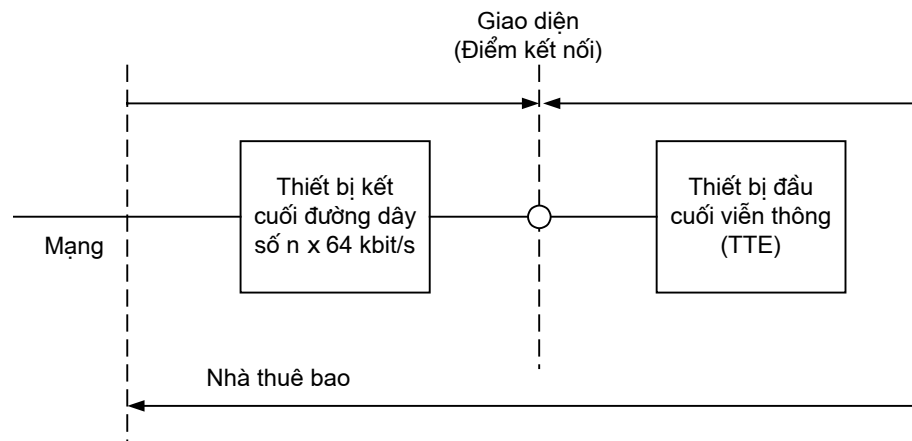 Giao diện
(Điểm kết nối)
Thiết bị kết
cuối đường dây
số n x 64 kbit/s
Thiết bị đầu
cuối viễn thông
(TTE)
Mạng
Nhà thuê bao